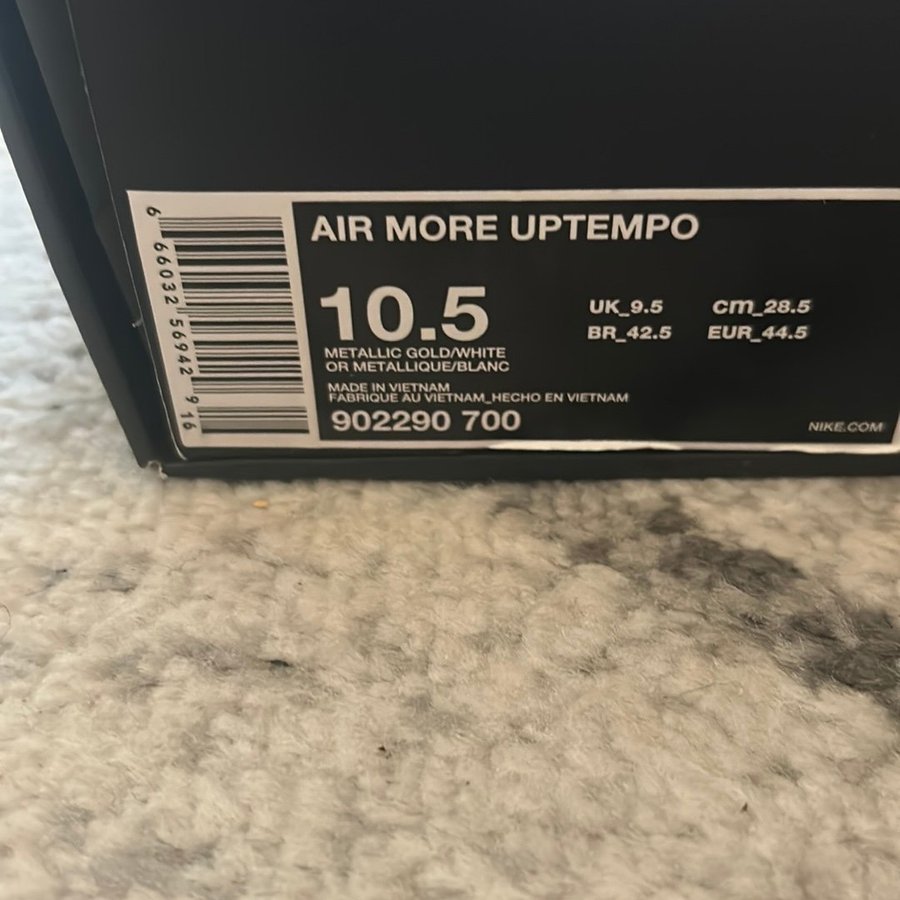 6 66032 56942 9 16
AIR MORE UPTEMPO
10.5
UK_9.5 cm_28.5
BR_42.5 EUR_44.5
METALLIC GOLD/WHITE
OR METALLIQUE/BLANC
MADE IN VIETNAM
FABRIQUE AU VIETNAM_HECHO EN VIETNAM
902290 700
NIKE.COM